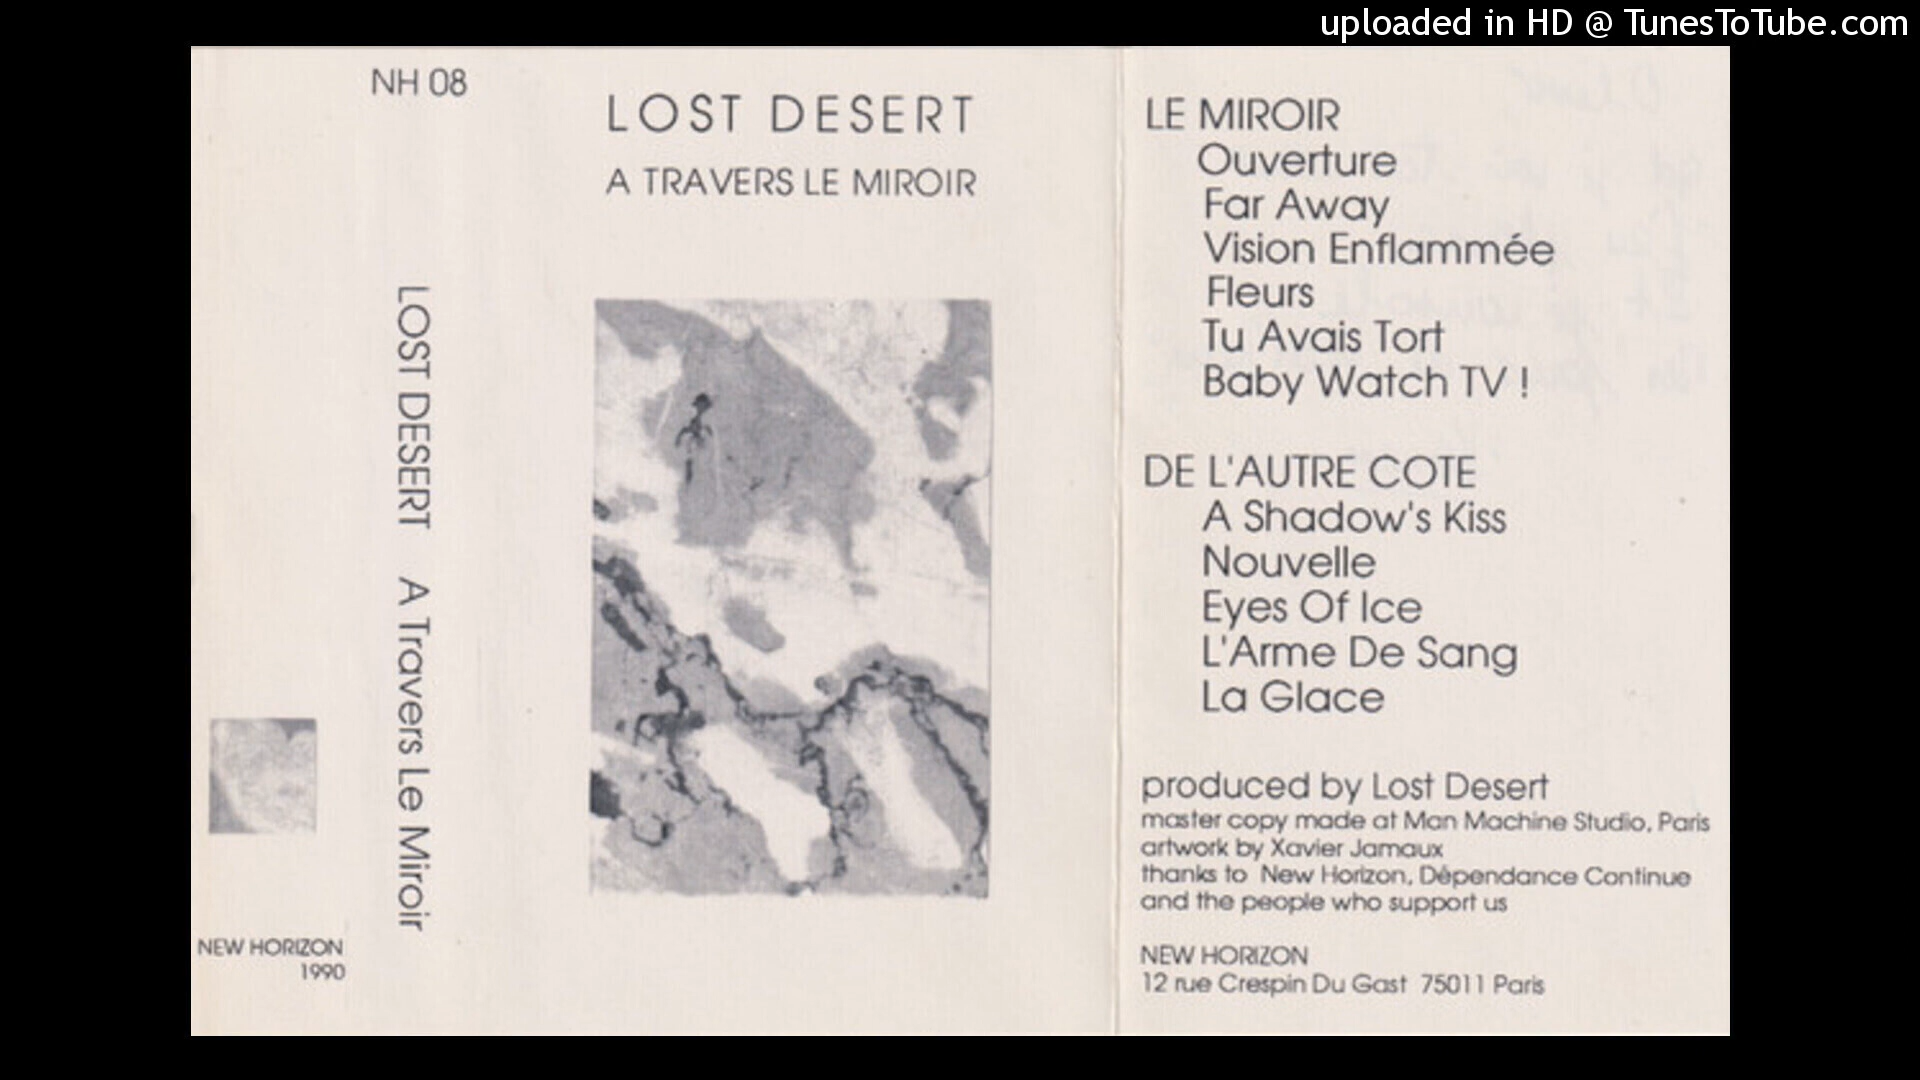 uploaded in HD @ TunesToTube.com
NH 08
LOST DESERT A Travers Le Miroir
NEW HORIZON
1990
LOST DESERT
A TRAVERS LE MIROIR
LE MIROIR
Ouverture
Far Away
Vision Enflammée
Fleurs
Tu Avais Tort
Baby Watch TV !
DE L'AUTRE COTE
A Shadow's Kiss
Nouvelle
Eyes Of Ice
L'Arme De Sang
La Glace
produced by Lost Desert
master copy made at Man Machine Studio, Paris
artwork by Xavier Jamaux
thanks to New Horizon, Dépendance Continue
and the people who support us
NEW HORIZON
12 rue Crespin Du Gast 75011 Paris